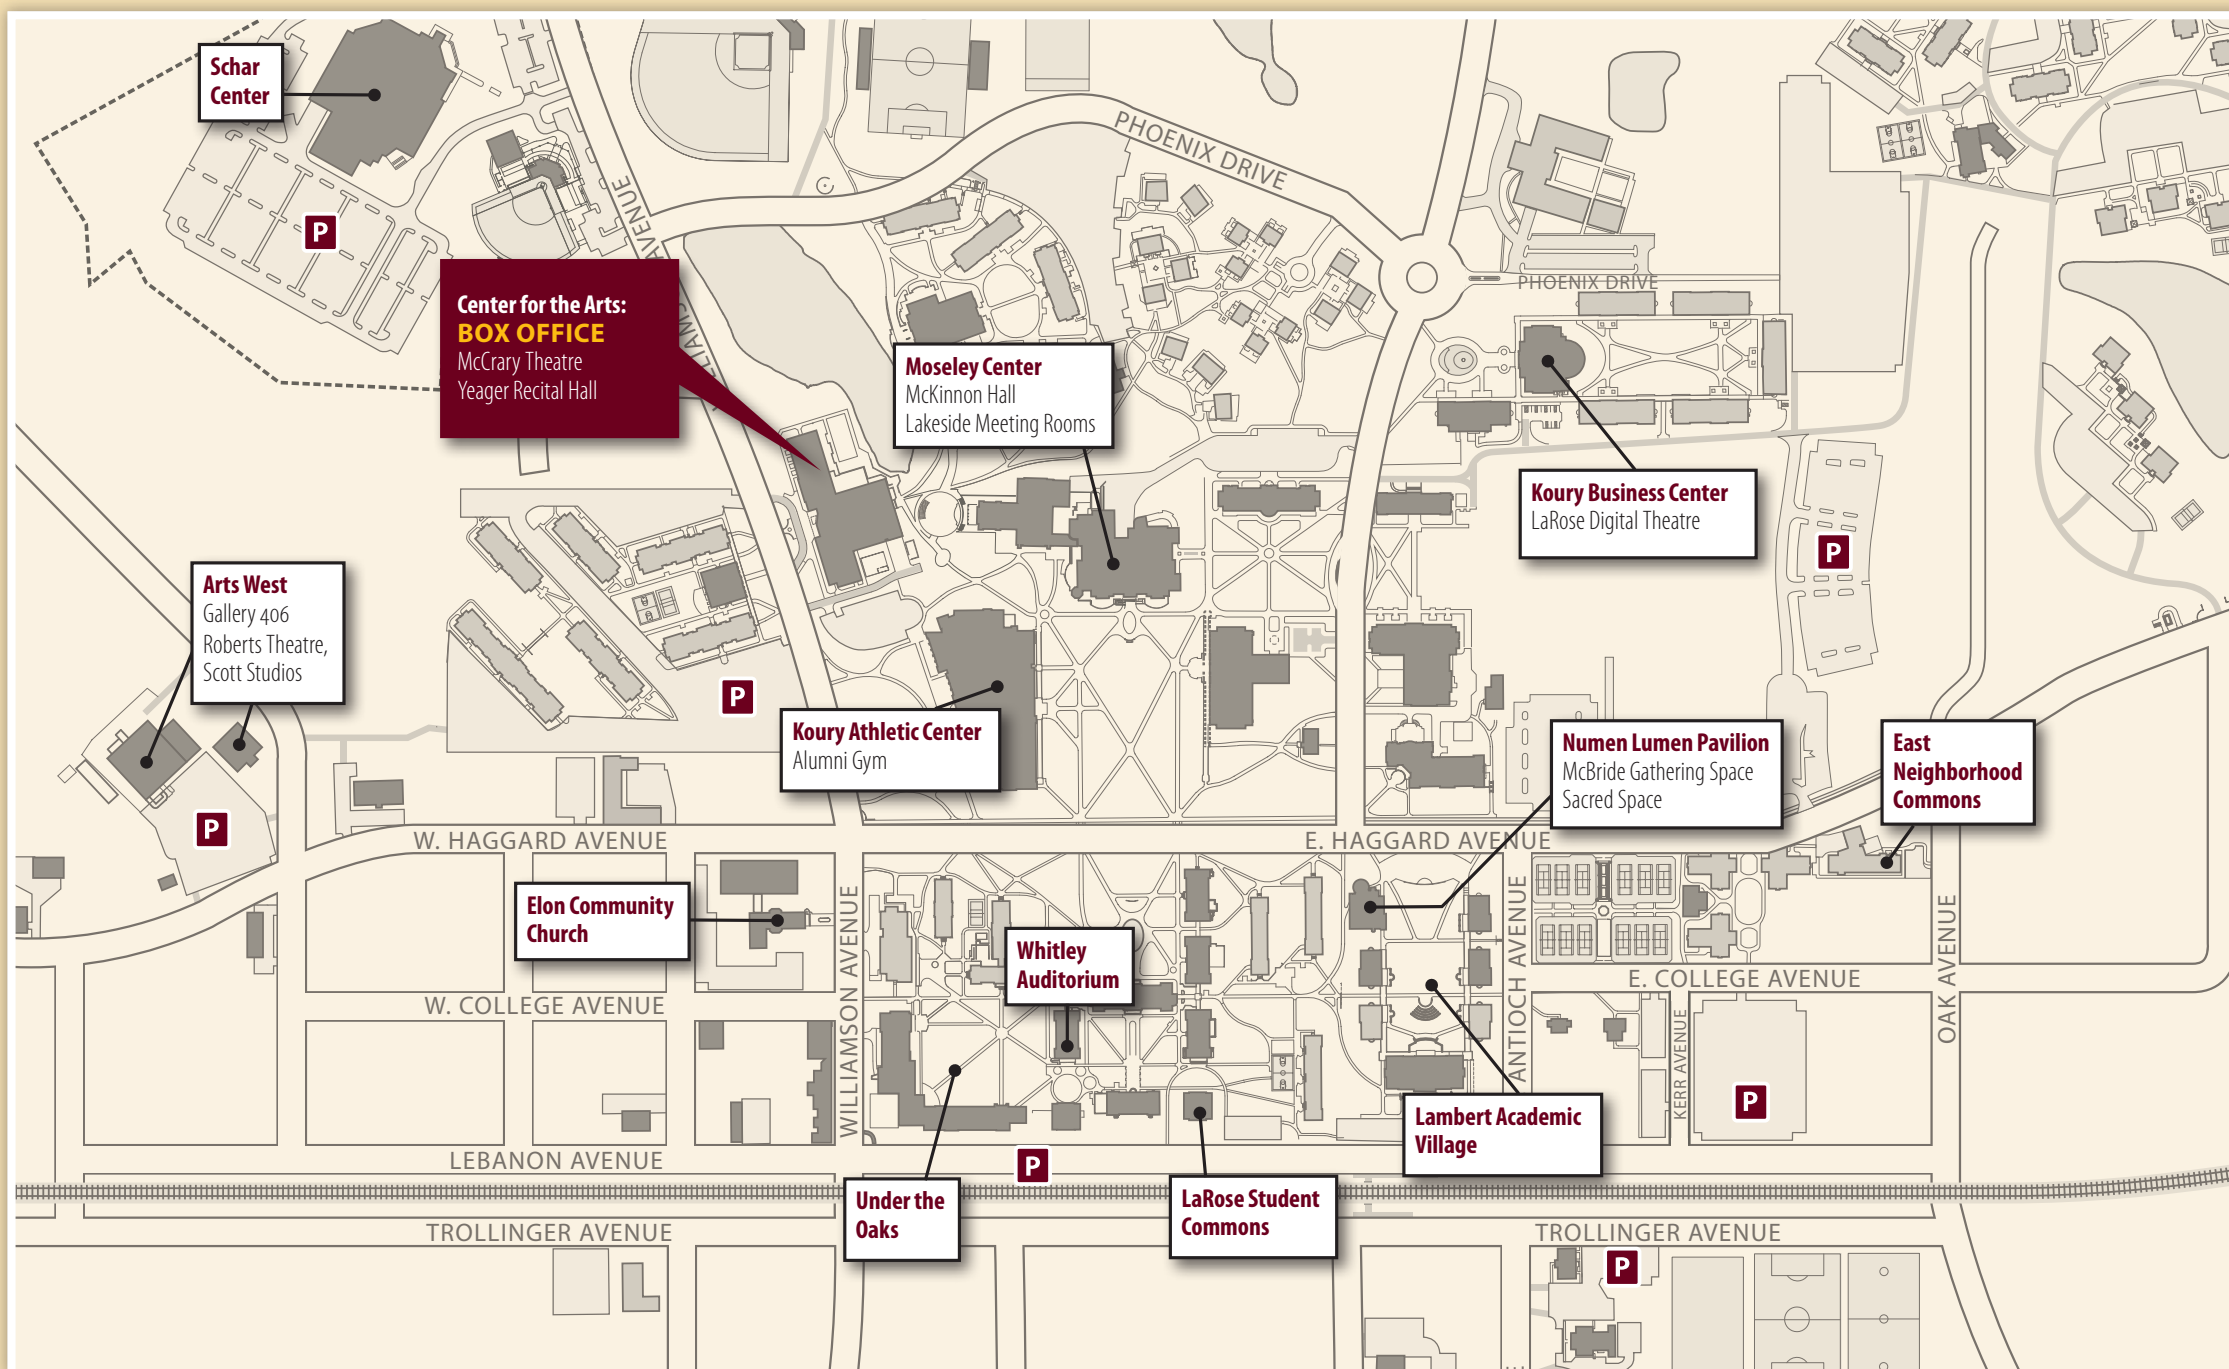 Schar
Center
P
PHOENIX DRIVE
WILLIAMSON AVENUE
PHOENIX DRIVE
Center for the Arts:
BOX OFFICE
McCrary Theatre
Yeager Recital Hall
Moseley Center
McKinnon Hall
Lakeside Meeting Rooms
Koury Business Center
LaRose Digital Theatre
P
Arts West
Gallery 406
Roberts Theatre,
Scott Studios
P
Koury Athletic Center
Alumni Gym
Numen Lumen Pavilion
McBride Gathering Space
Sacred Space
East
Neighborhood
Commons
P
W. HAGGARD AVENUE
E. HAGGARD AVENUE
Elon Community
Church
WILLIAMSON AVENUE
Whitley
Auditorium
ANTIOCH AVENUE
E. COLLEGE AVENUE
OAK AVENUE
W. COLLEGE AVENUE
KERR AVENUE
P
Lambert Academic
Village
LEBANON AVENUE
P
Under the
Oaks
LaRose Student
Commons
TROLLINGER AVENUE
TROLLINGER AVENUE
P